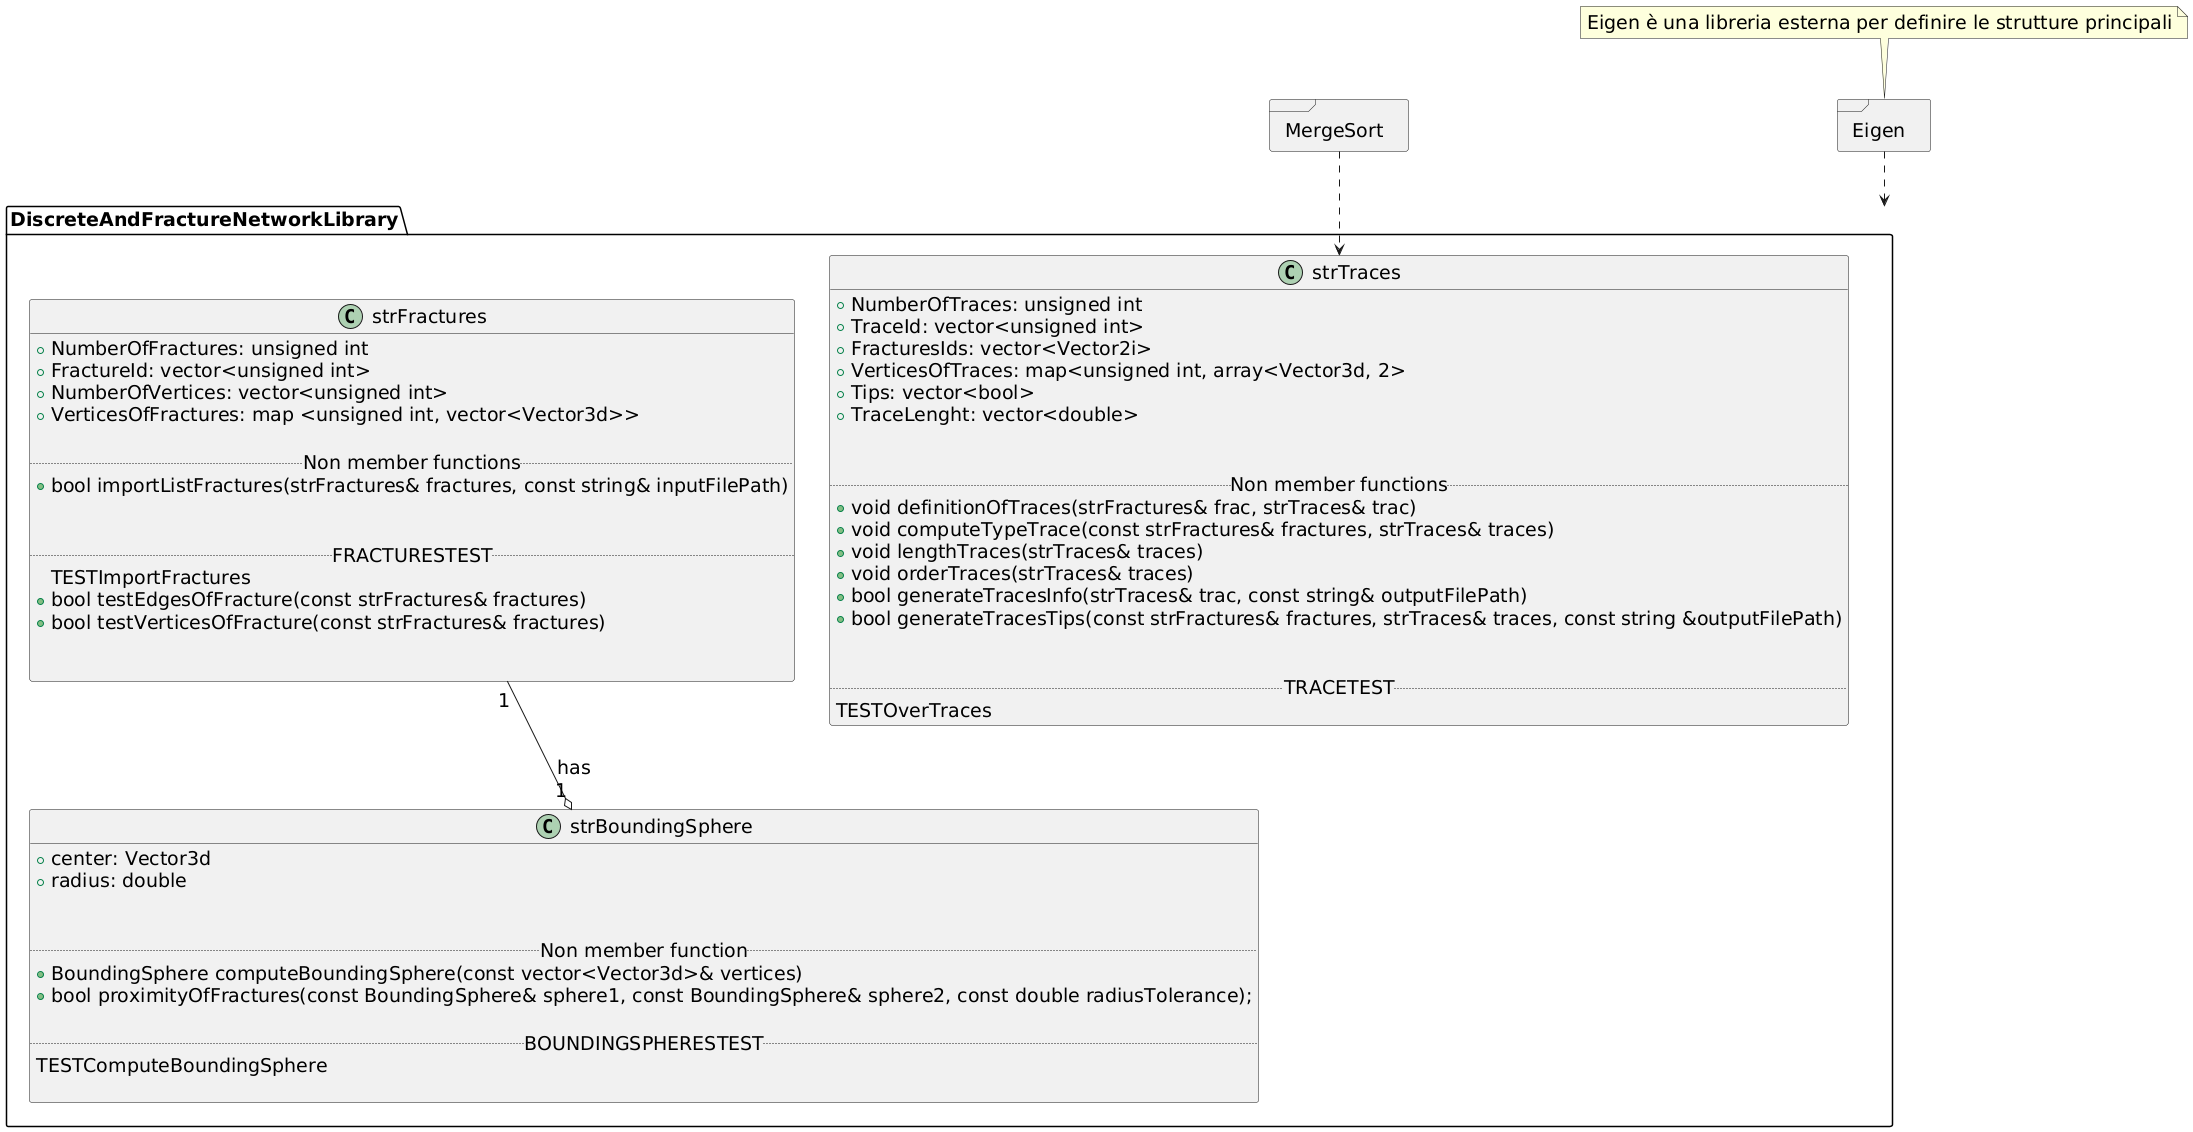 Eigen è una libreria esterna per definire le strutture principali
MergeSort
Eigen
DiscreteAndFractureNetworkLibrary
C strTraces
NumberOfTraces: unsigned int
TraceId: vector<unsigned int>
FracturesIds: vector<Vector2i>
VerticesOfTraces: map<unsigned int, array<Vector3d, 2>
Tips: vector<bool>
TraceLenght: vector<double>
Non member functions
void definitionOfTraces(strFractures& frac, strTraces& trac)
void computeTypeTrace(const strFractures& fractures, strTraces& traces)
void lengthTraces(strTraces& traces)
void orderTraces(strTraces& traces)
bool generateTracesInfo(strTraces& trac, const string& outputFilePath)
bool generateTracesTips(const strFractures& fractures, strTraces& traces, const string &outputFilePath)
TRACETEST
TESTOverTraces
C strFractures
NumberOfFractures: unsigned int
FractureId: vector<unsigned int>
NumberOfVertices: vector<unsigned int>
VerticesOfFractures: map <unsigned int, vector<Vector3d>>
Non member functions
bool importListFractures(strFractures& fractures, const string& inputFilePath)
FRACTURESTEST
TESTImportFractures
bool testEdgesOfFracture(const strFractures& fractures)
bool testVerticesOfFracture(const strFractures& fractures)
1
has
1
C strBoundingSphere
center: Vector3d
radius: double
Non member function
BoundingSphere computeBoundingSphere(const vector<Vector3d>& vertices)
bool proximityOfFractures(const BoundingSphere& sphere1, const BoundingSphere& sphere2, const double radiusTolerance);
BOUNDINGSPHERESTEST
TESTComputeBoundingSphere